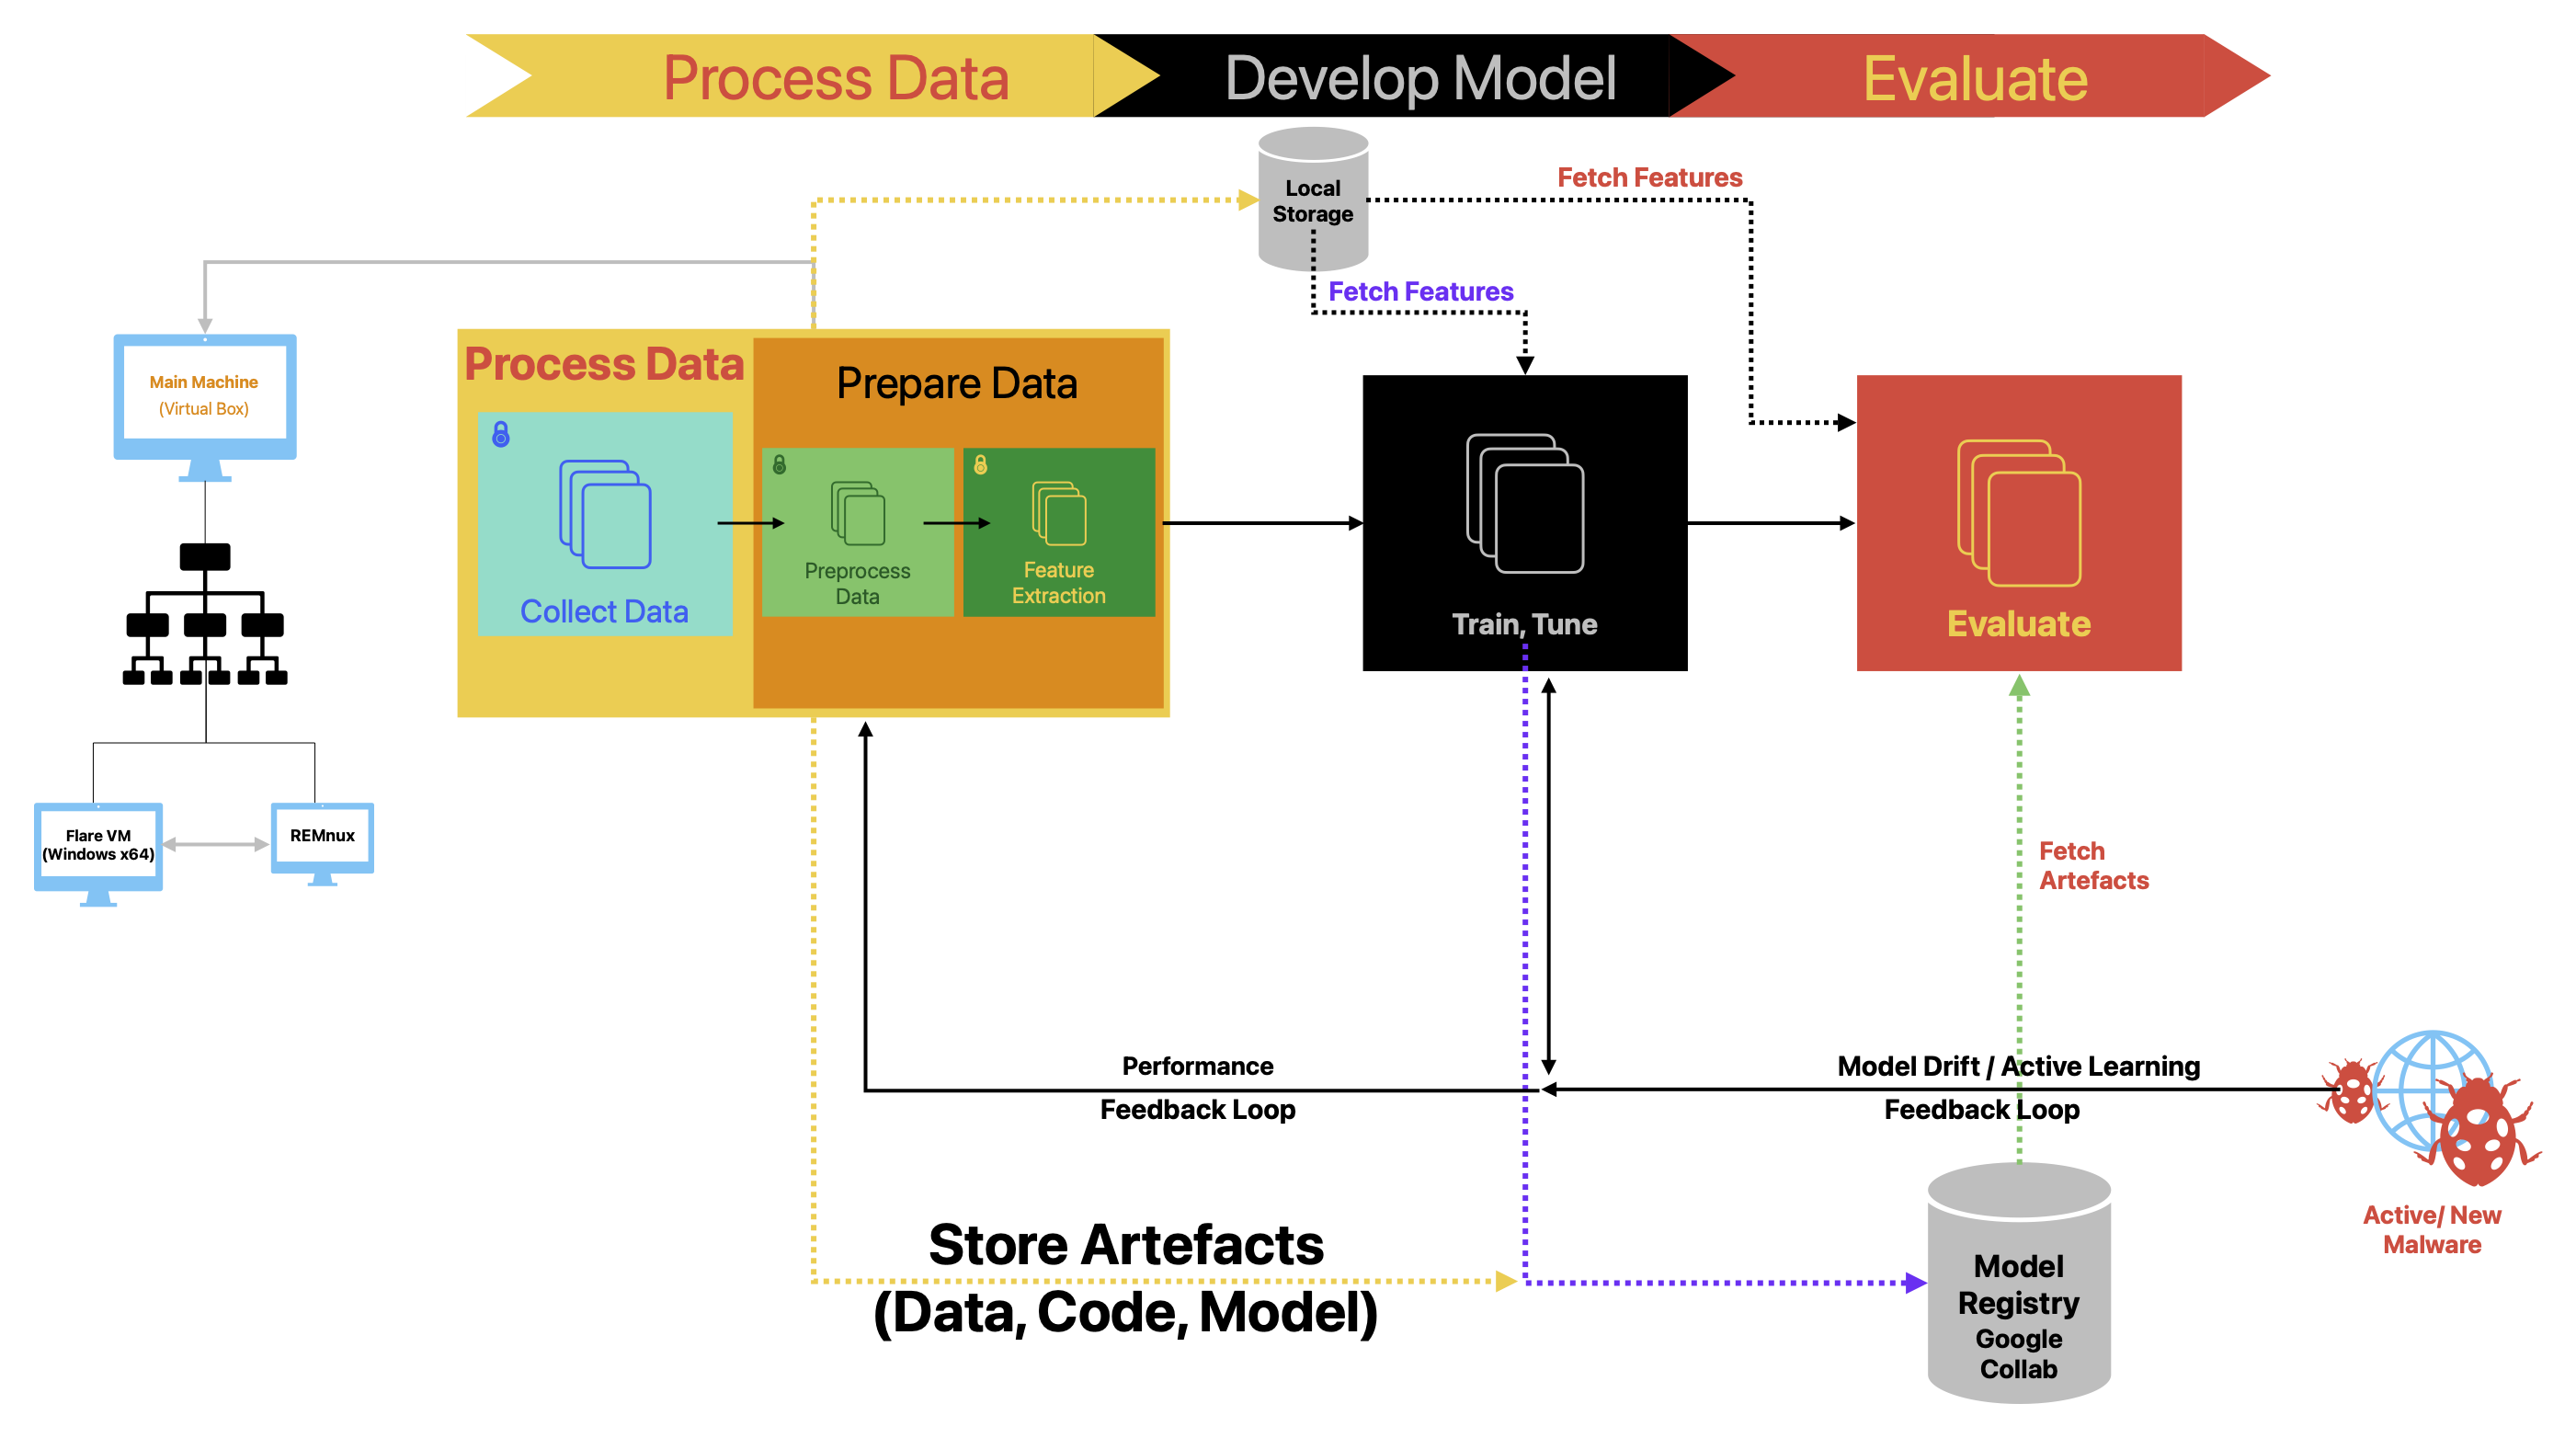 Process Data
Develop Model
Evaluate
Local
Storage
Fetch Features
Fetch Features
Main Machine
(Virtual Box)
Process Data
Prepare Data
Collect Data
Preprocess
Data
Feature
Extraction
Train, Tune
Evaluate
Flare VM
(Windows x64)
REMnux
Fetch
Artefacts
Performance
Feedback Loop
Model Drift / Active Learning
Feedback Loop
Active/ New
Malware
Store Artefacts
(Data, Code, Model)
Model
Registry
Google
Collab